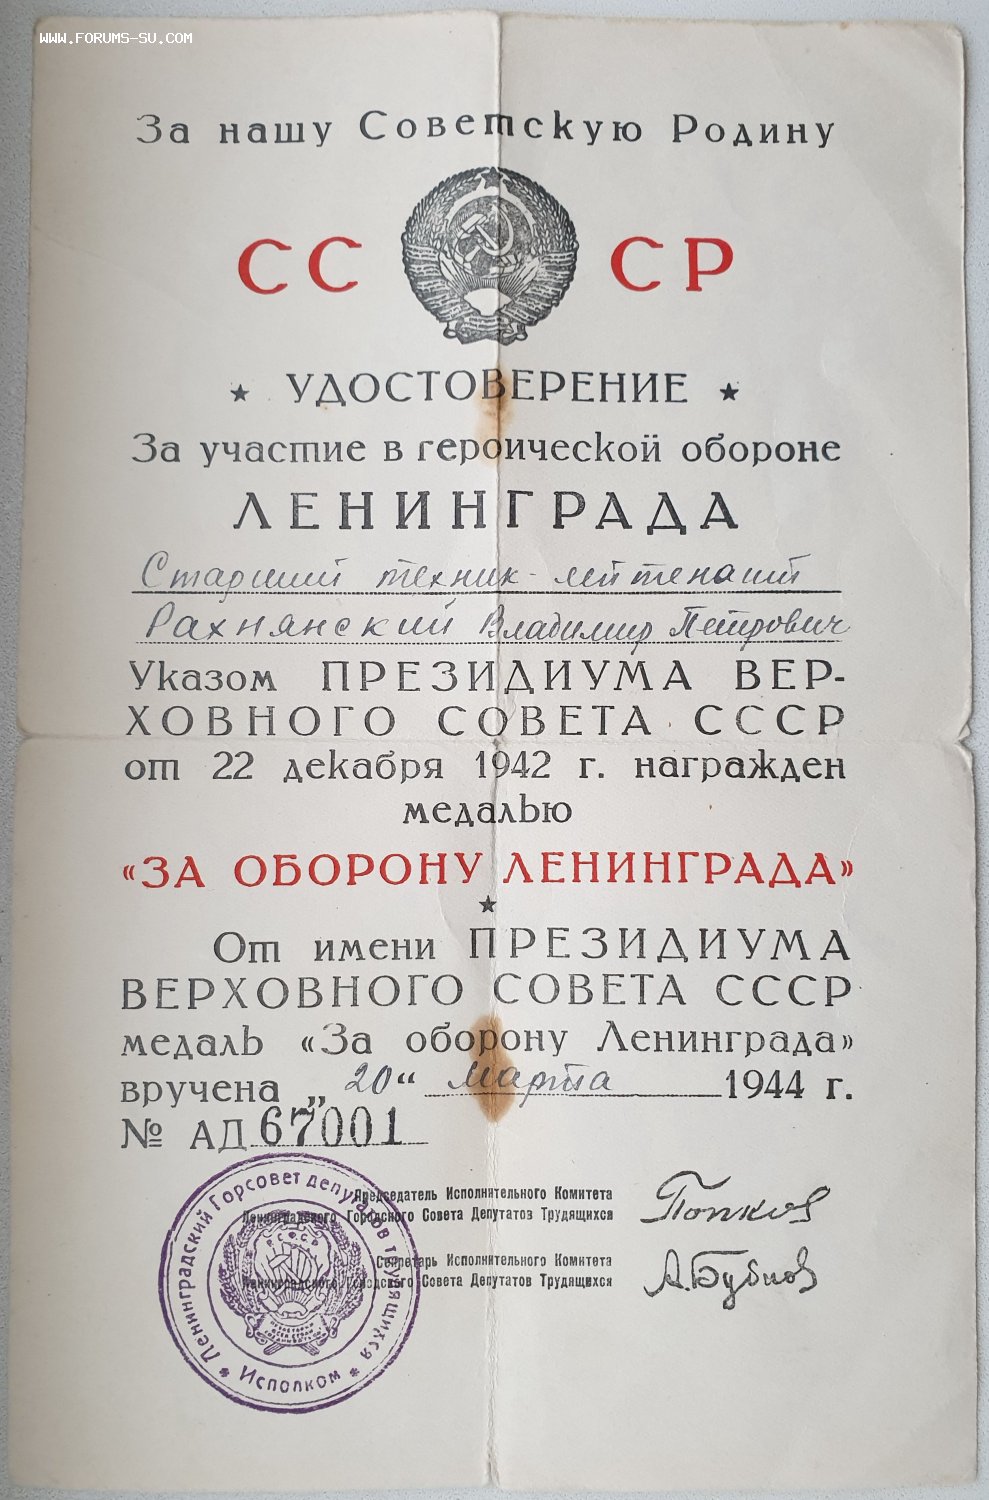 WWW.FORUMS-SU.COM
За нашу Советскую Родину
СС СР
★ УДОСТОВЕРЕНИЕ ★
За участие в героической обороне
ЛЕНИНГРАДА
Старший техник-лейтенант
Рахнянский Владимир Петрович
Указом ПРЕЗИДИУМА ВЕР-
ХОВНОГО СОВЕТА СССР
от 22 декабря 1942 г. награжден
медалью
«ЗА ОБОРОНУ ЛЕНИНГРАДА»
★
От имени ПРЕЗИДИУМА
ВЕРХОВНОГО СОВЕТА СССР
медаль «За оборону Ленинграда»
вручена „20“ Марта 1944 г.
№ АД 67001
Председатель Исполнительного Комитета
Ленинградского Городского Совета Депутатов Трудящихся
Попков
Секретарь Исполнительного Комитета
Ленинградского Городского Совета Депутатов Трудящихся
А.Бубнов
Ленинградский Горсовет депутатов трудящихся
* Исполком *
Р.С.Ф.С.Р.